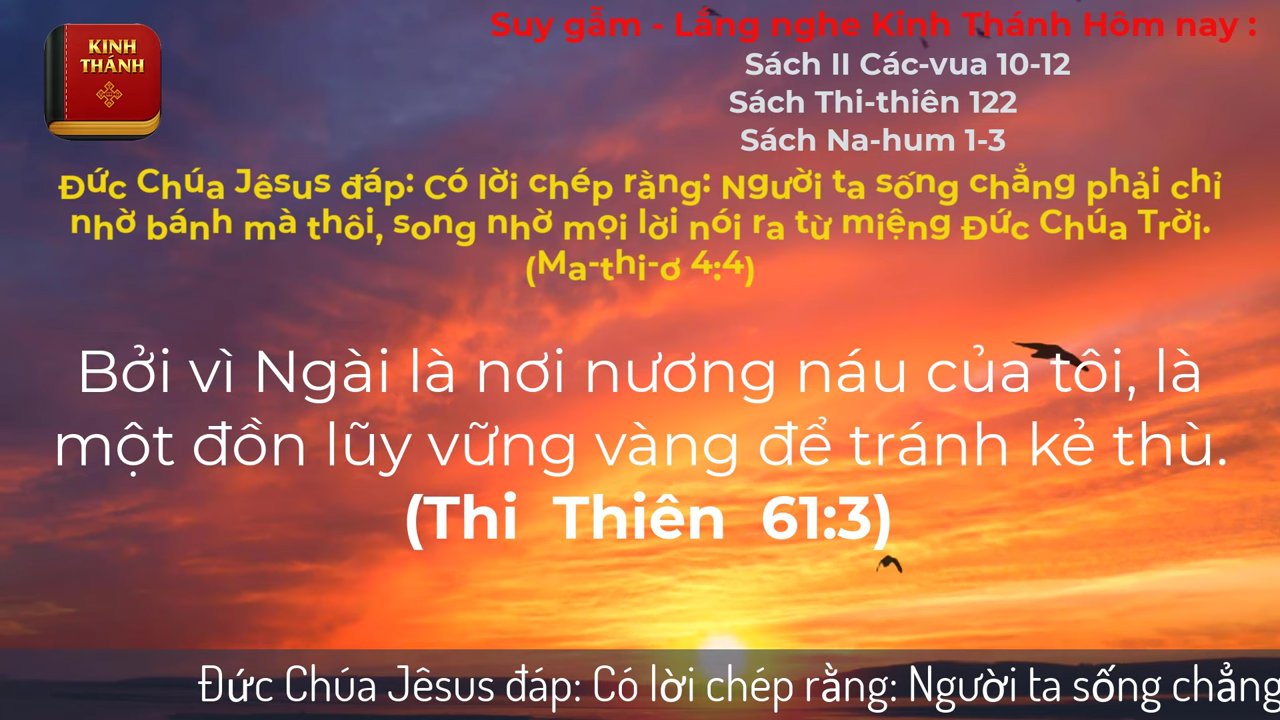 KINH
THÁNH
Suy gẫm - Lắng nghe Kinh Thánh Hôm nay :
Sách II Các-vua 10-12
Sách Thi-thiên 122
Sách Na-hum 1-3
Đức Chúa Jêsus đáp: Có lời chép rằng: Người ta sống chẳng phải chỉ
nhờ bánh mà thôi, song nhờ mọi lời nói ra từ miệng Đức Chúa Trời.
(Ma-thi-ơ 4:4)
Bởi vì Ngài là nơi nương náu của tôi, là
một đồn lũy vững vàng để tránh kẻ thù.
(Thi Thiên 61:3)
Đức Chúa Jêsus đáp: Có lời chép rằng: Người ta sống chẳng